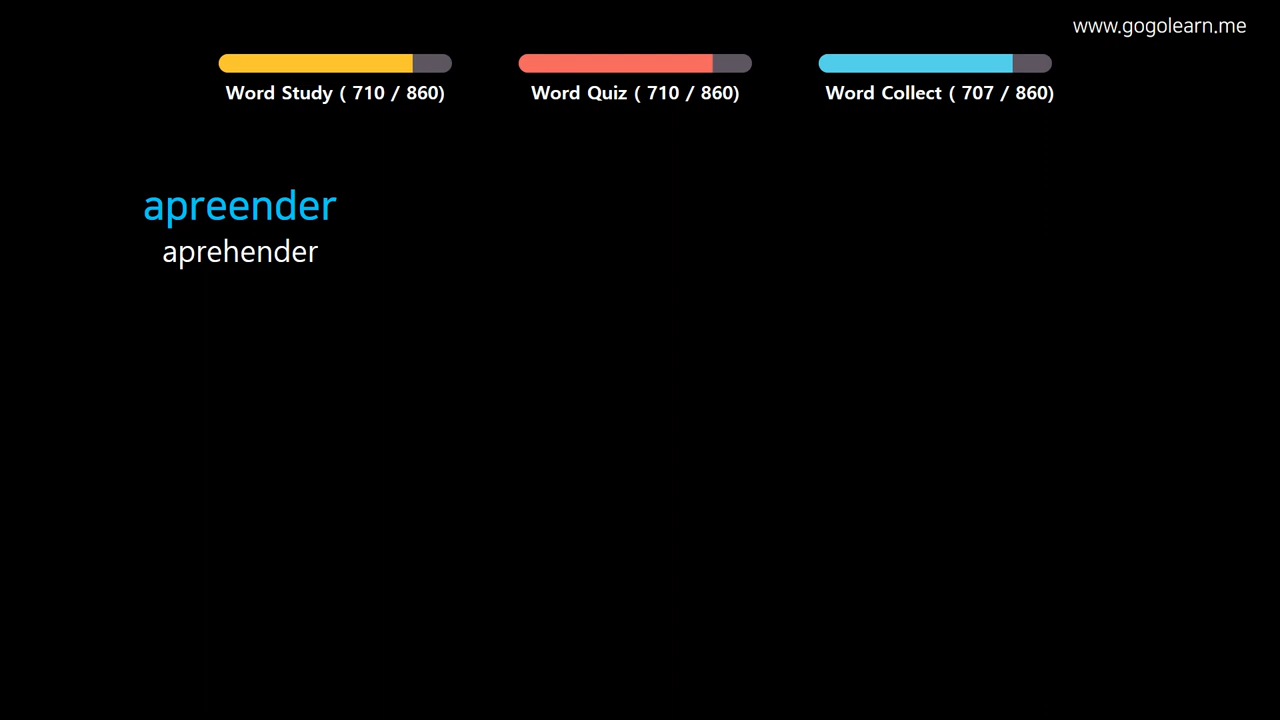 www.gogolearn.me
Word Study ( 710 / 860)
Word Quiz ( 710 / 860)
Word Collect ( 707 / 860)
apreender
aprehender